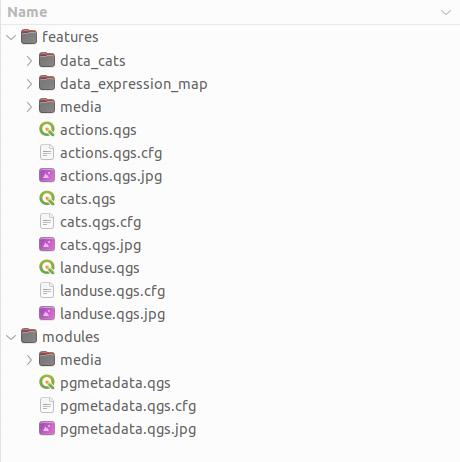 Name
features
data_cats
data_expression_map
media
actions.qgs
actions.qgs.cfg
actions.qgs.jpg
cats.qgs
cats.qgs.cfg
cats.qgs.jpg
landuse.qgs
landuse.qgs.cfg
landuse.qgs.jpg
modules
media
pgmetadata.qgs
pgmetadata.qgs.cfg
pgmetadata.qgs.jpg